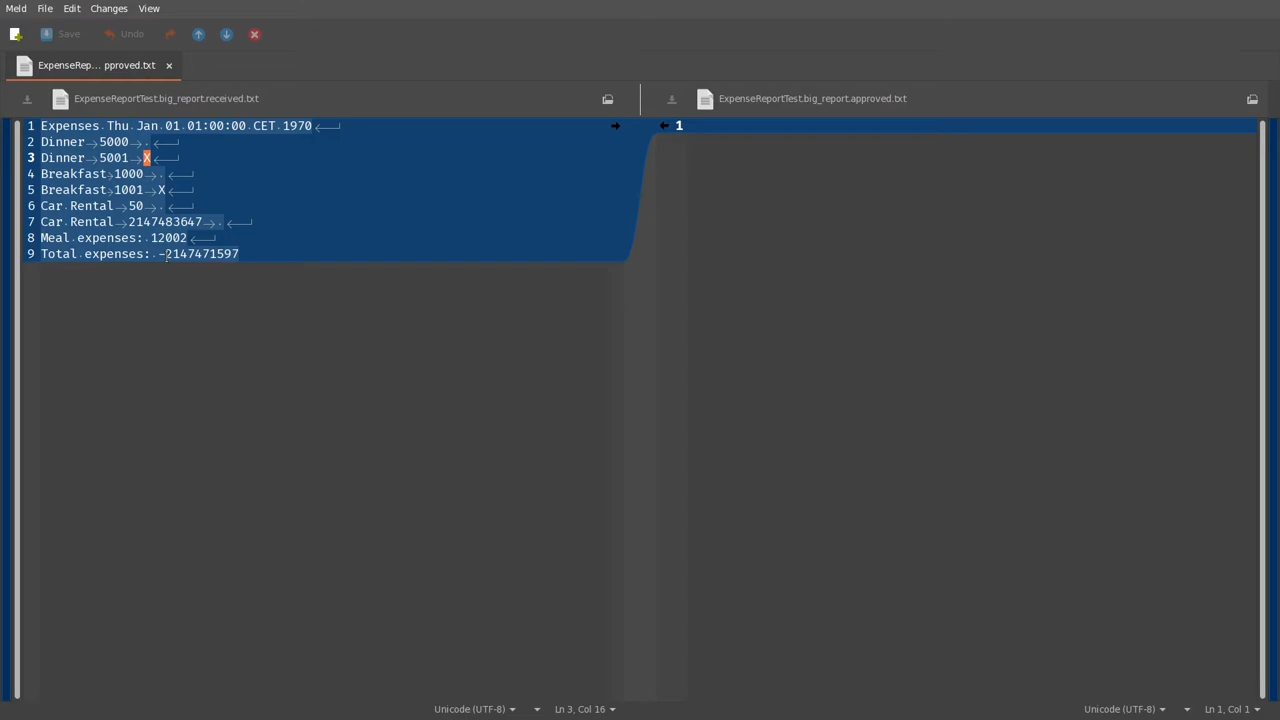 Meld File Edit Changes View
Save Undo
ExpenseRep... pproved.txt ×
ExpenseReportTest.big_report.received.txt
1 Expenses Thu Jan 01 01:00:00 CET 1970
2 Dinner 5000
3 Dinner 5001 X
4 Breakfast 1000
5 Breakfast 1001 X
6 Car Rental 50
7 Car Rental 2147483647
8 Meal expenses: 12002
9 Total expenses: -2147471597
ExpenseReportTest.big_report.approved.txt
1
Unicode (UTF-8) Ln 3, Col 16
Unicode (UTF-8) Ln 1, Col 1